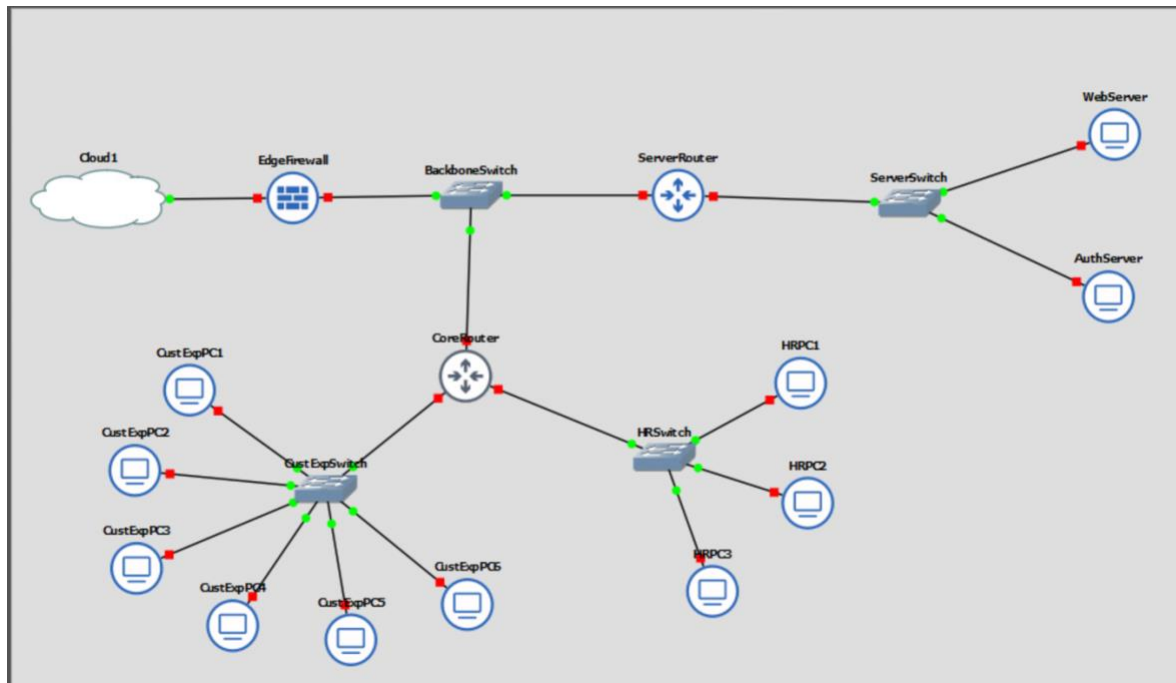 WebServer
Cloud1
EdgeFirewall
BackboneSwitch
ServerRouter
ServerSwitch
AuthServer
CoreRouter
CustExpPC1
HRPC1
CustExpPC2
CustExpSwitch
HRSwitch
HRPC2
CustExpPC3
CustExpPC6
HRPC3
CustExpPC4
CustExpPC5